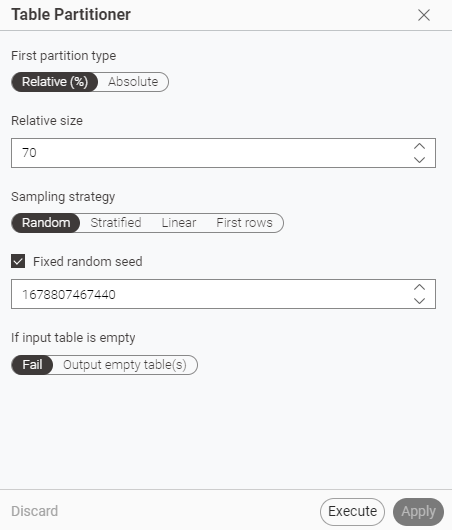 Table Partitioner
First partition type
Relative (%) Absolute
Relative size
70
Sampling strategy
Random Stratified Linear First rows
Fixed random seed
1678807467440
If input table is empty
Fail Output empty table(s)
Discard Execute Apply